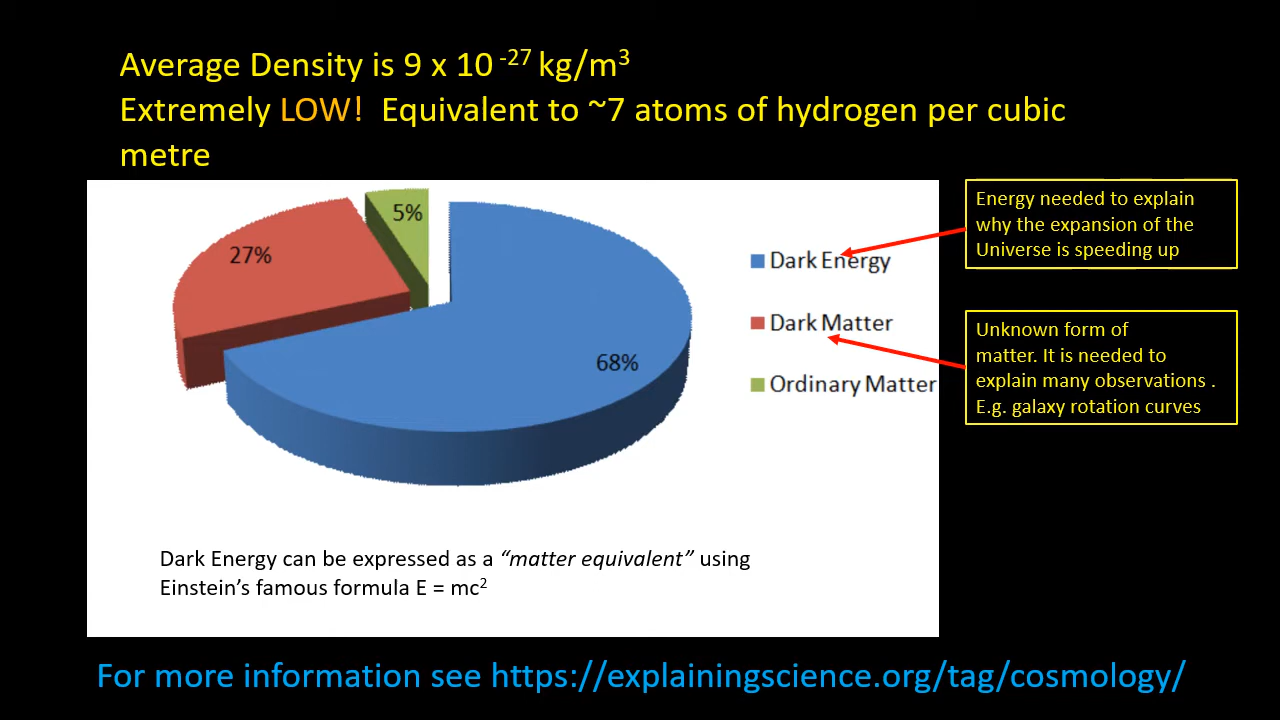 Average Density is 9 x 10 -27 kg/m3
Extremely LOW!  Equivalent to ~7 atoms of hydrogen per cubic
metre
5%
27%
68%
Dark Energy
Dark Matter
Ordinary Matter
Energy needed to explain
why the expansion of the
Universe is speeding up
Unknown form of
matter. It is needed to
explain many observations .
E.g. galaxy rotation curves
Dark Energy can be expressed as a “matter equivalent” using
Einstein’s famous formula E = mc2
For more information see https://explainingscience.org/tag/cosmology/